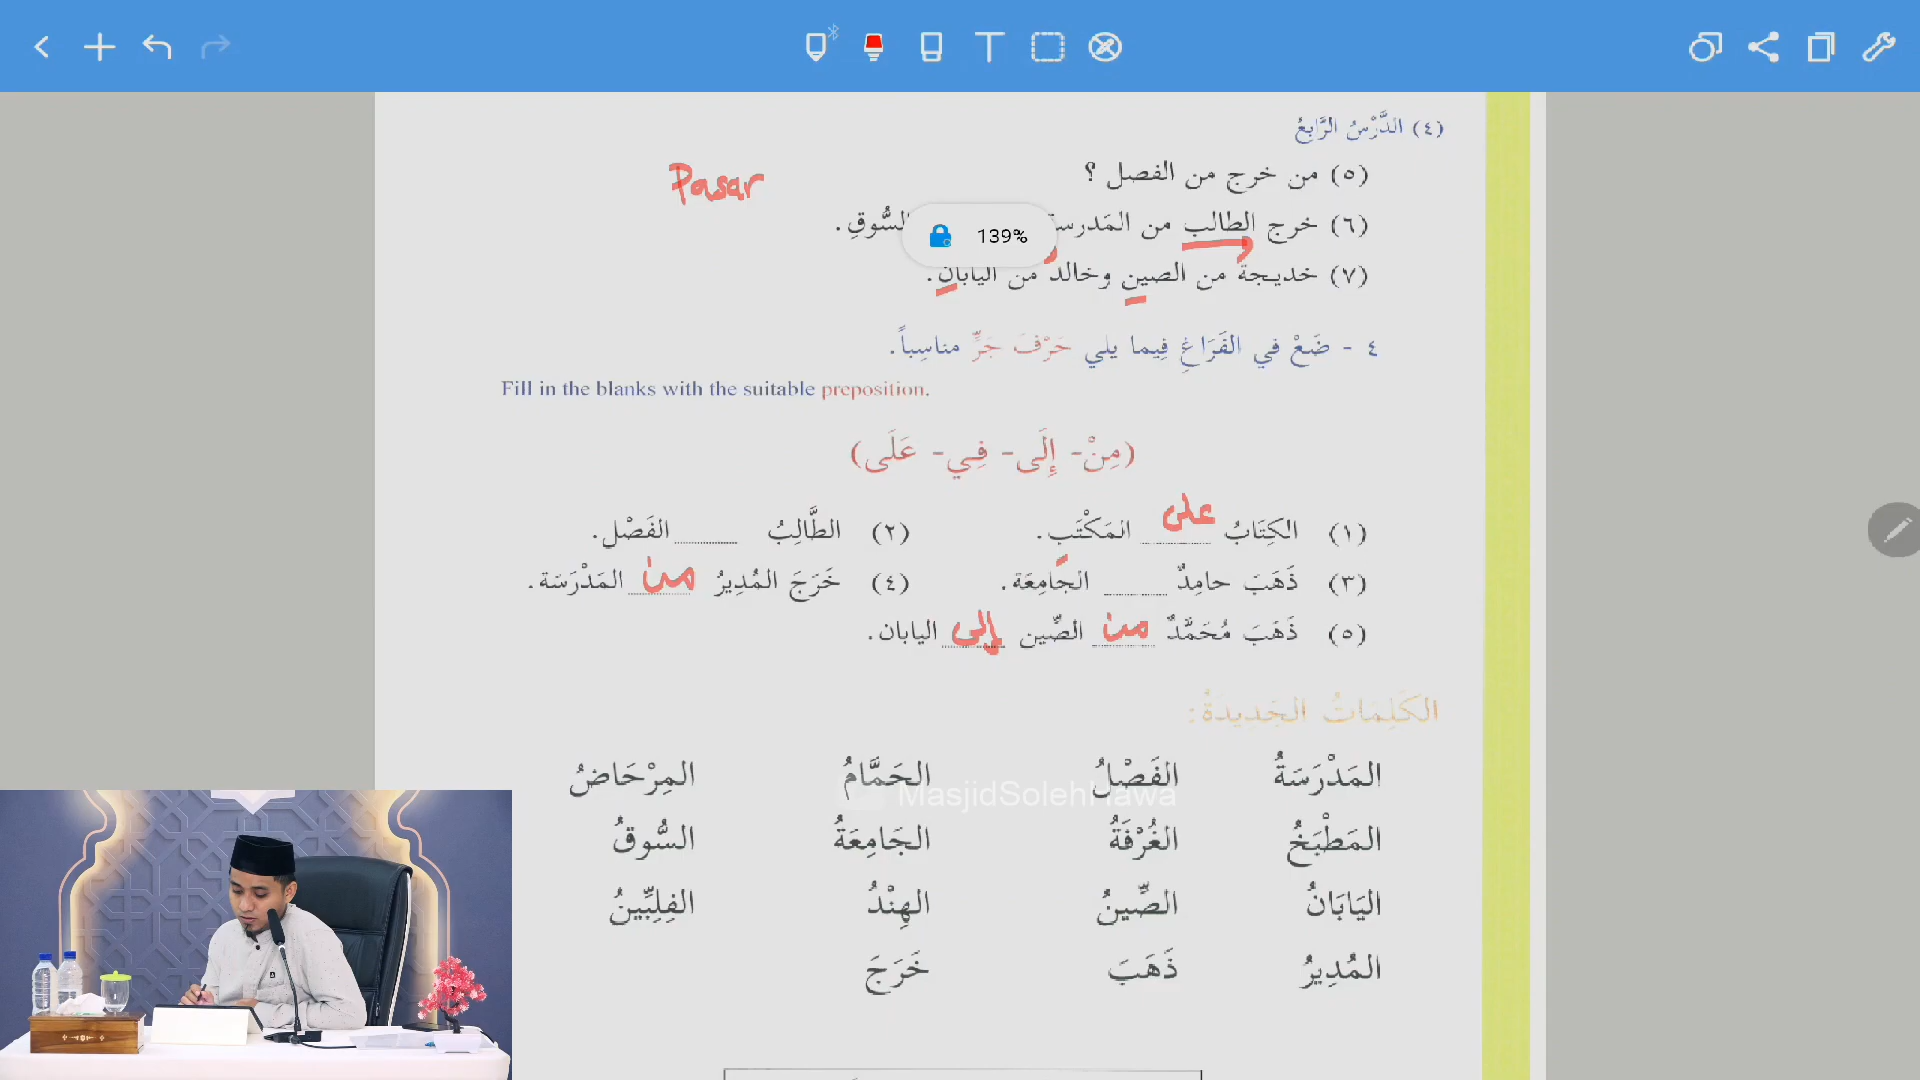 (٤) الدَّرْسُ الرَّابِعُ
(٥) من خرج من الفصل ؟
Pasar
(٦) خرج الطالب من المَدرسة السُّوقِ.
139%
(٧) خديجةُ من الصين وخالد من اليابان.
٤ - ضَعْ في الفَرَاغِ فِيما يلي حَرْفَ جَرٍّ مناسِباً.
Fill in the blanks with the suitable preposition.
(مِنْ- إِلَى- فِي- عَلَى)
(١) الكِتَابُ على المَكْتَب. (٢) الطَّالِبُ ........ الفَصْل.
(٣) ذَهَبَ حامِدٌ ........ الجَامِعَة. (٤) خَرَجَ المُدِيرُ من المَدْرَسَة.
(٥) ذَهَبَ مُحَمَّدٌ من الصِّين إلى اليابان.
الكَلِمَاتُ الجَدِيدَةُ:
المَدْرَسَةُ الفَصْلُ الحَمَّامُ المِرْحَاضُ
MasjidSolehHawa
المَطْبَخُ الغُرْفَةُ الجَامِعَةُ السُّوقُ
اليَابَانُ الصِّينُ الهِنْدُ الفِلِبِّينُ
المُدِيرُ ذَهَبَ خَرَجَ